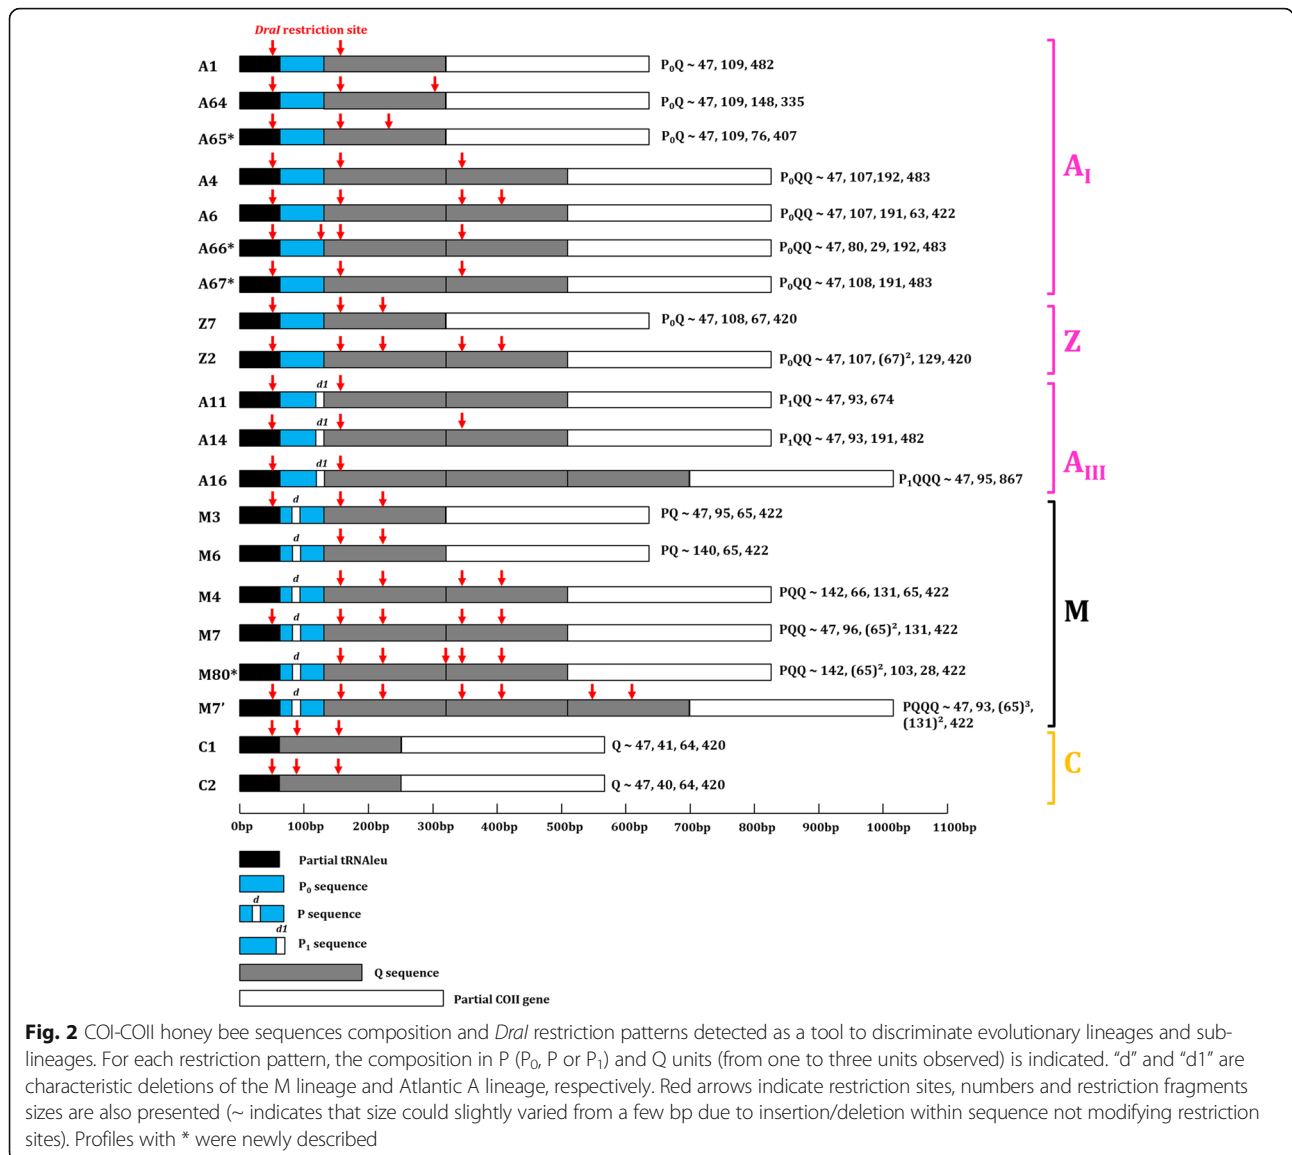 DraI restriction site
A1 P₀Q ~ 47, 109, 482
A64 P₀Q ~ 47, 109, 148, 335
A65* P₀Q ~ 47, 109, 76, 407
A4 P₀QQ ~ 47, 107,192, 483
A6 P₀QQ ~ 47, 107, 191, 63, 422
A66* P₀QQ ~ 47, 80, 29, 192, 483
A67* P₀QQ ~ 47, 108, 191, 483
A_I
Z7 P₀Q ~ 47, 108, 67, 420
Z2 P₀QQ ~ 47, 107, (67)², 129, 420
Z
d1
A11 P₁QQ ~ 47, 93, 674
d1
A14 P₁QQ ~ 47, 93, 191, 482
d1
A16 P₁QQQ ~ 47, 95, 867
A_III
d
M3 PQ ~ 47, 95, 65, 422
d
M6 PQ ~ 140, 65, 422
d
M4 PQQ ~ 142, 66, 131, 65, 422
d
M7 PQQ ~ 47, 96, (65)², 131, 422
d
M80* PQQ ~ 142, (65)², 103, 28, 422
d
M7' PQQQ ~ 47, 93, (65)³,
(131)², 422
M
C1 Q ~ 47, 41, 64, 420
C2 Q ~ 47, 40, 64, 420
C
0bp 100bp 200bp 300bp 400bp 500bp 600bp 700bp 800bp 900bp 1000bp 1100bp
Partial tRNAleu
P₀ sequence
d
P sequence
d1
P₁ sequence
Q sequence
Partial COII gene
Fig. 2 COI-COII honey bee sequences composition and DraI restriction patterns detected as a tool to discriminate evolutionary lineages and sub-
lineages. For each restriction pattern, the composition in P (P₀, P or P₁) and Q units (from one to three units observed) is indicated. “d” and “d1” are
characteristic deletions of the M lineage and Atlantic A lineage, respectively. Red arrows indicate restriction sites, numbers and restriction fragments
sizes are also presented (~ indicates that size could slightly varied from a few bp due to insertion/deletion within sequence not modifying restriction
sites). Profiles with * were newly described